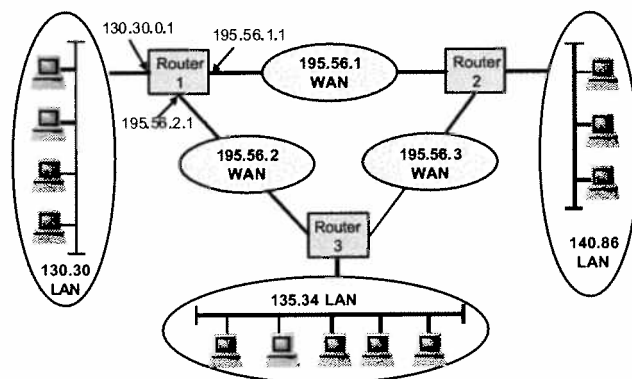 130.30.0.1
195.56.1.1
Router
1
195.56.1
WAN
Router
2
195.56.2.1
195.56.2
WAN
195.56.3
WAN
Router
3
130.30
LAN
140.86
LAN
135.34 LAN